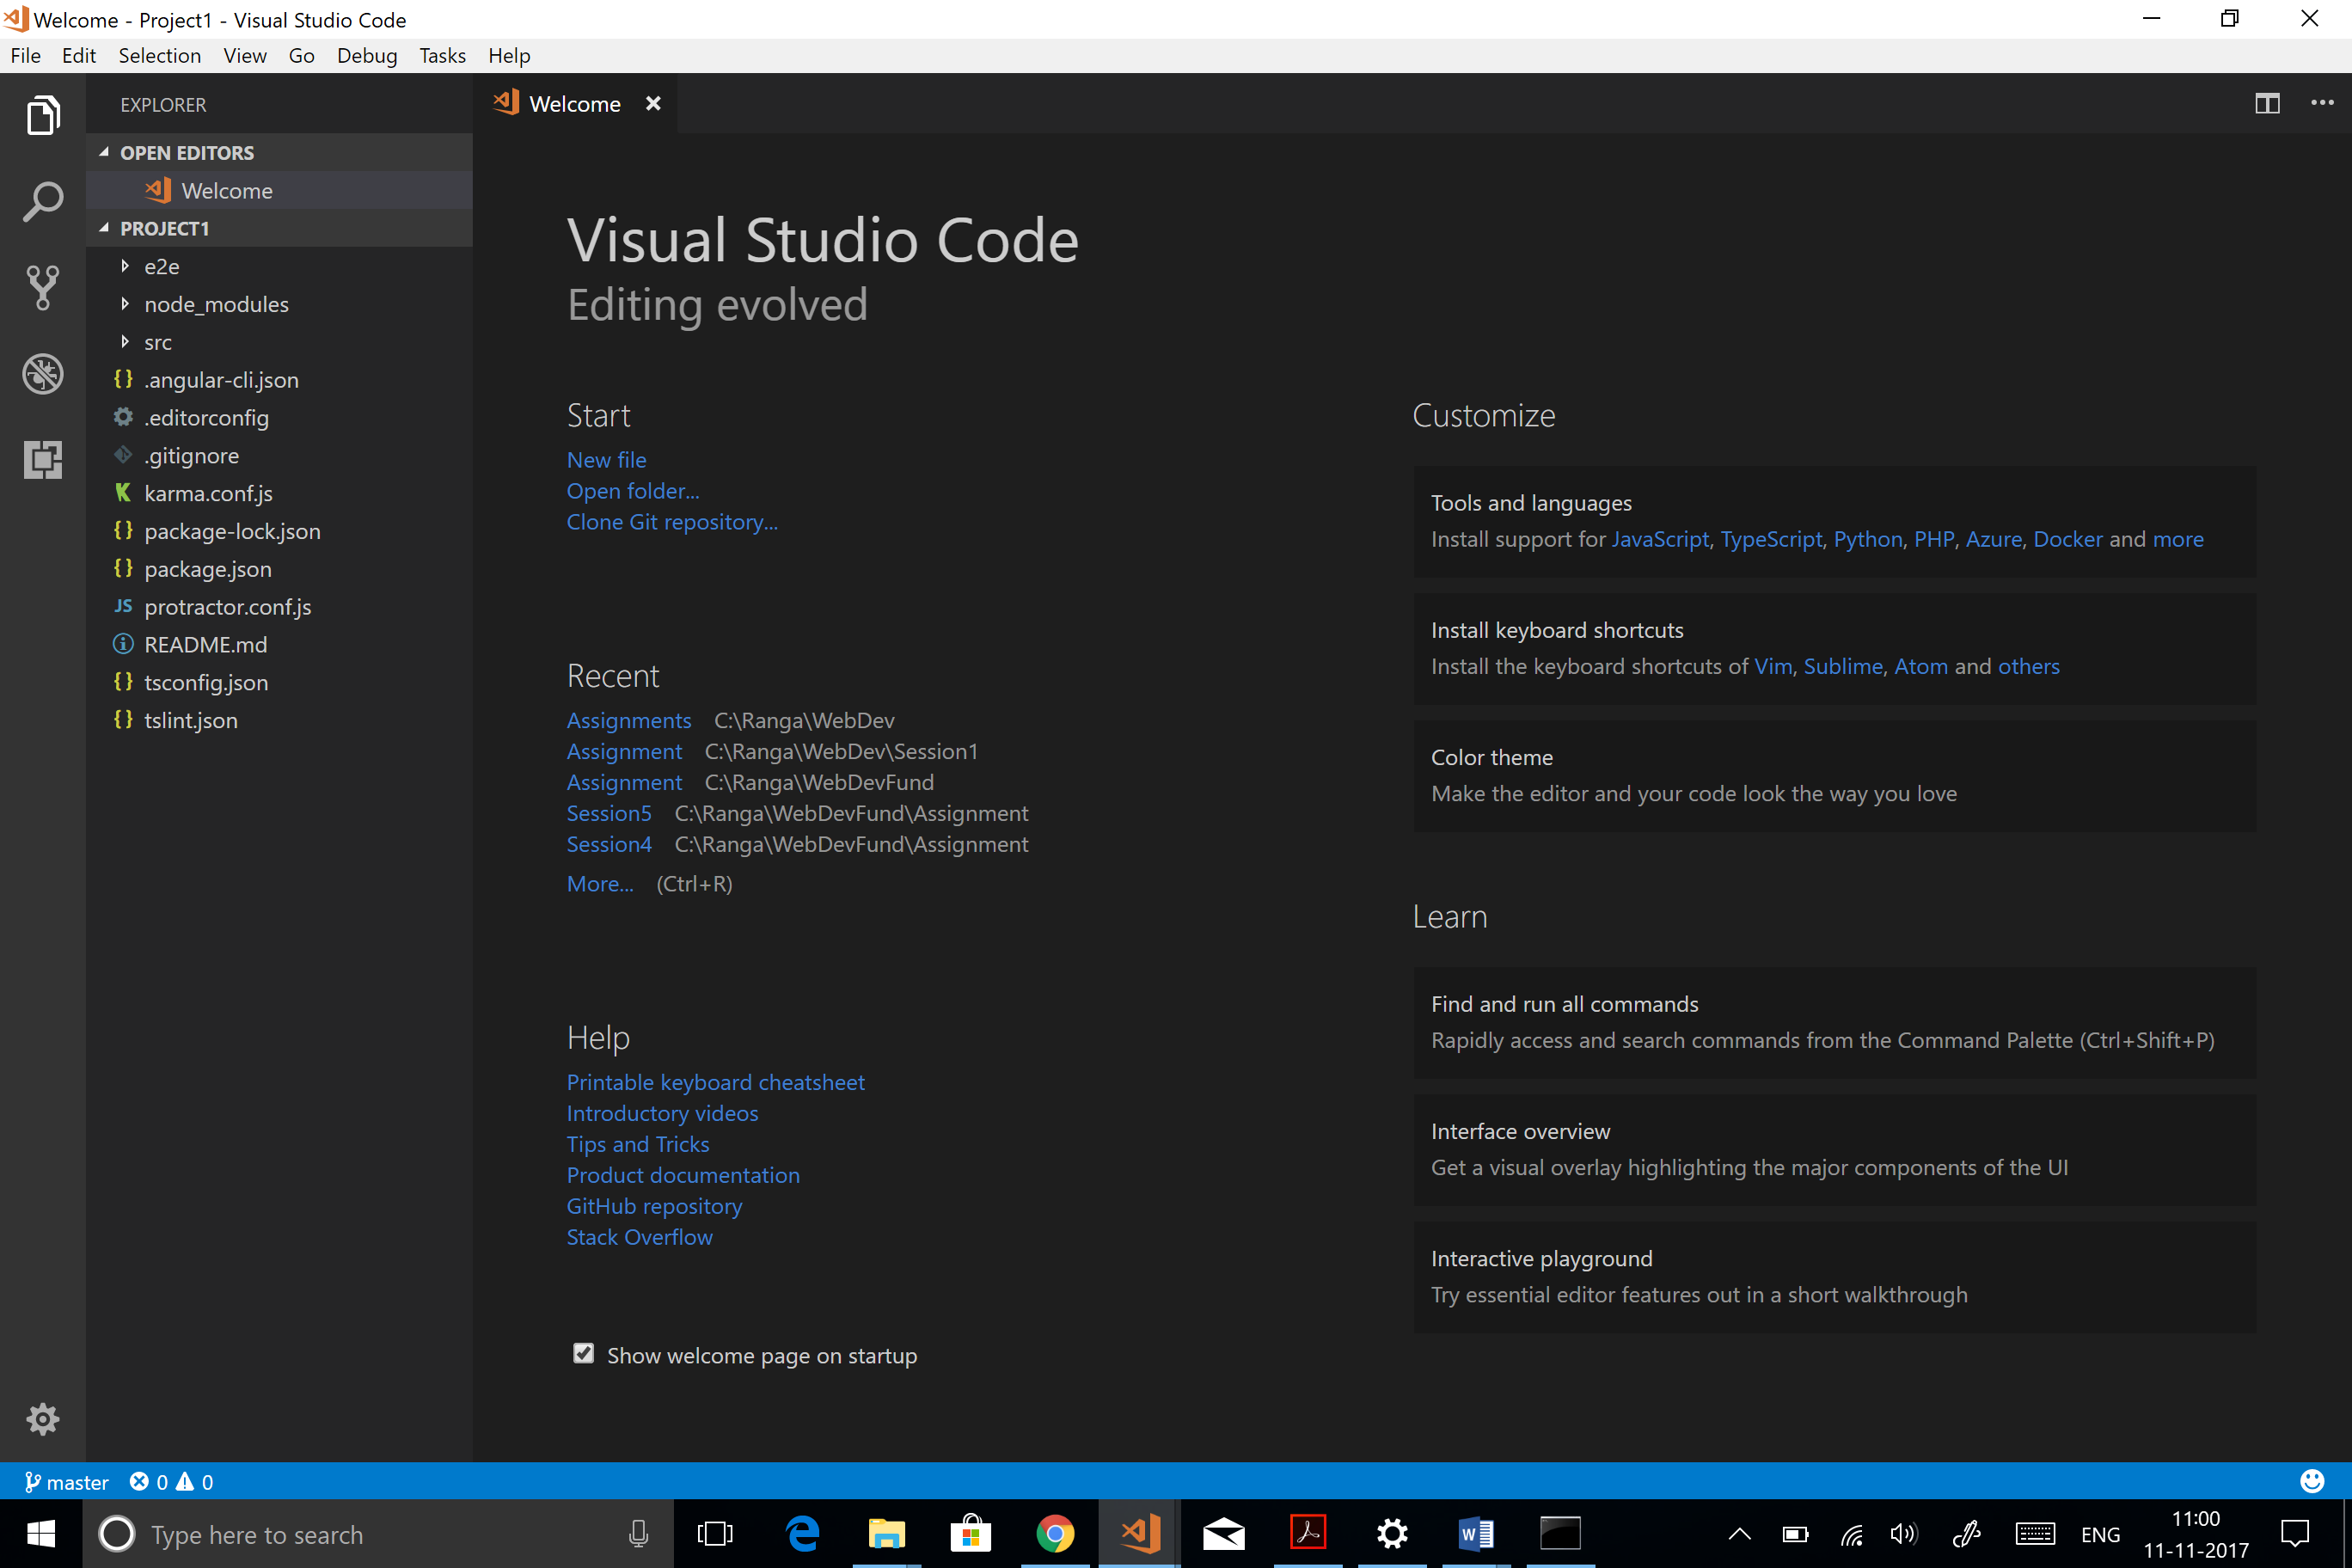 Welcome - Project1 - Visual Studio Code
File Edit Selection View Go Debug Tasks Help
EXPLORER
OPEN EDITORS
Welcome
PROJECT1
e2e
node_modules
src
{} .angular-cli.json
.editorconfig
.gitignore
K karma.conf.js
{} package-lock.json
{} package.json
JS protractor.conf.js
README.md
{} tsconfig.json
{} tslint.json
Welcome
Visual Studio Code
Editing evolved
Start
New file
Open folder...
Clone Git repository...
Recent
Assignments C:\Ranga\WebDev
Assignment C:\Ranga\WebDev\Session1
Assignment C:\Ranga\WebDevFund
Session5 C:\Ranga\WebDevFund\Assignment
Session4 C:\Ranga\WebDevFund\Assignment
More... (Ctrl+R)
Help
Printable keyboard cheatsheet
Introductory videos
Tips and Tricks
Product documentation
GitHub repository
Stack Overflow
Show welcome page on startup
Customize
Tools and languages
Install support for JavaScript, TypeScript, Python, PHP, Azure, Docker and more
Install keyboard shortcuts
Install the keyboard shortcuts of Vim, Sublime, Atom and others
Color theme
Make the editor and your code look the way you love
Learn
Find and run all commands
Rapidly access and search commands from the Command Palette (Ctrl+Shift+P)
Interface overview
Get a visual overlay highlighting the major components of the UI
Interactive playground
Try essential editor features out in a short walkthrough
master 0 0
Type here to search
ENG
11:00
11-11-2017